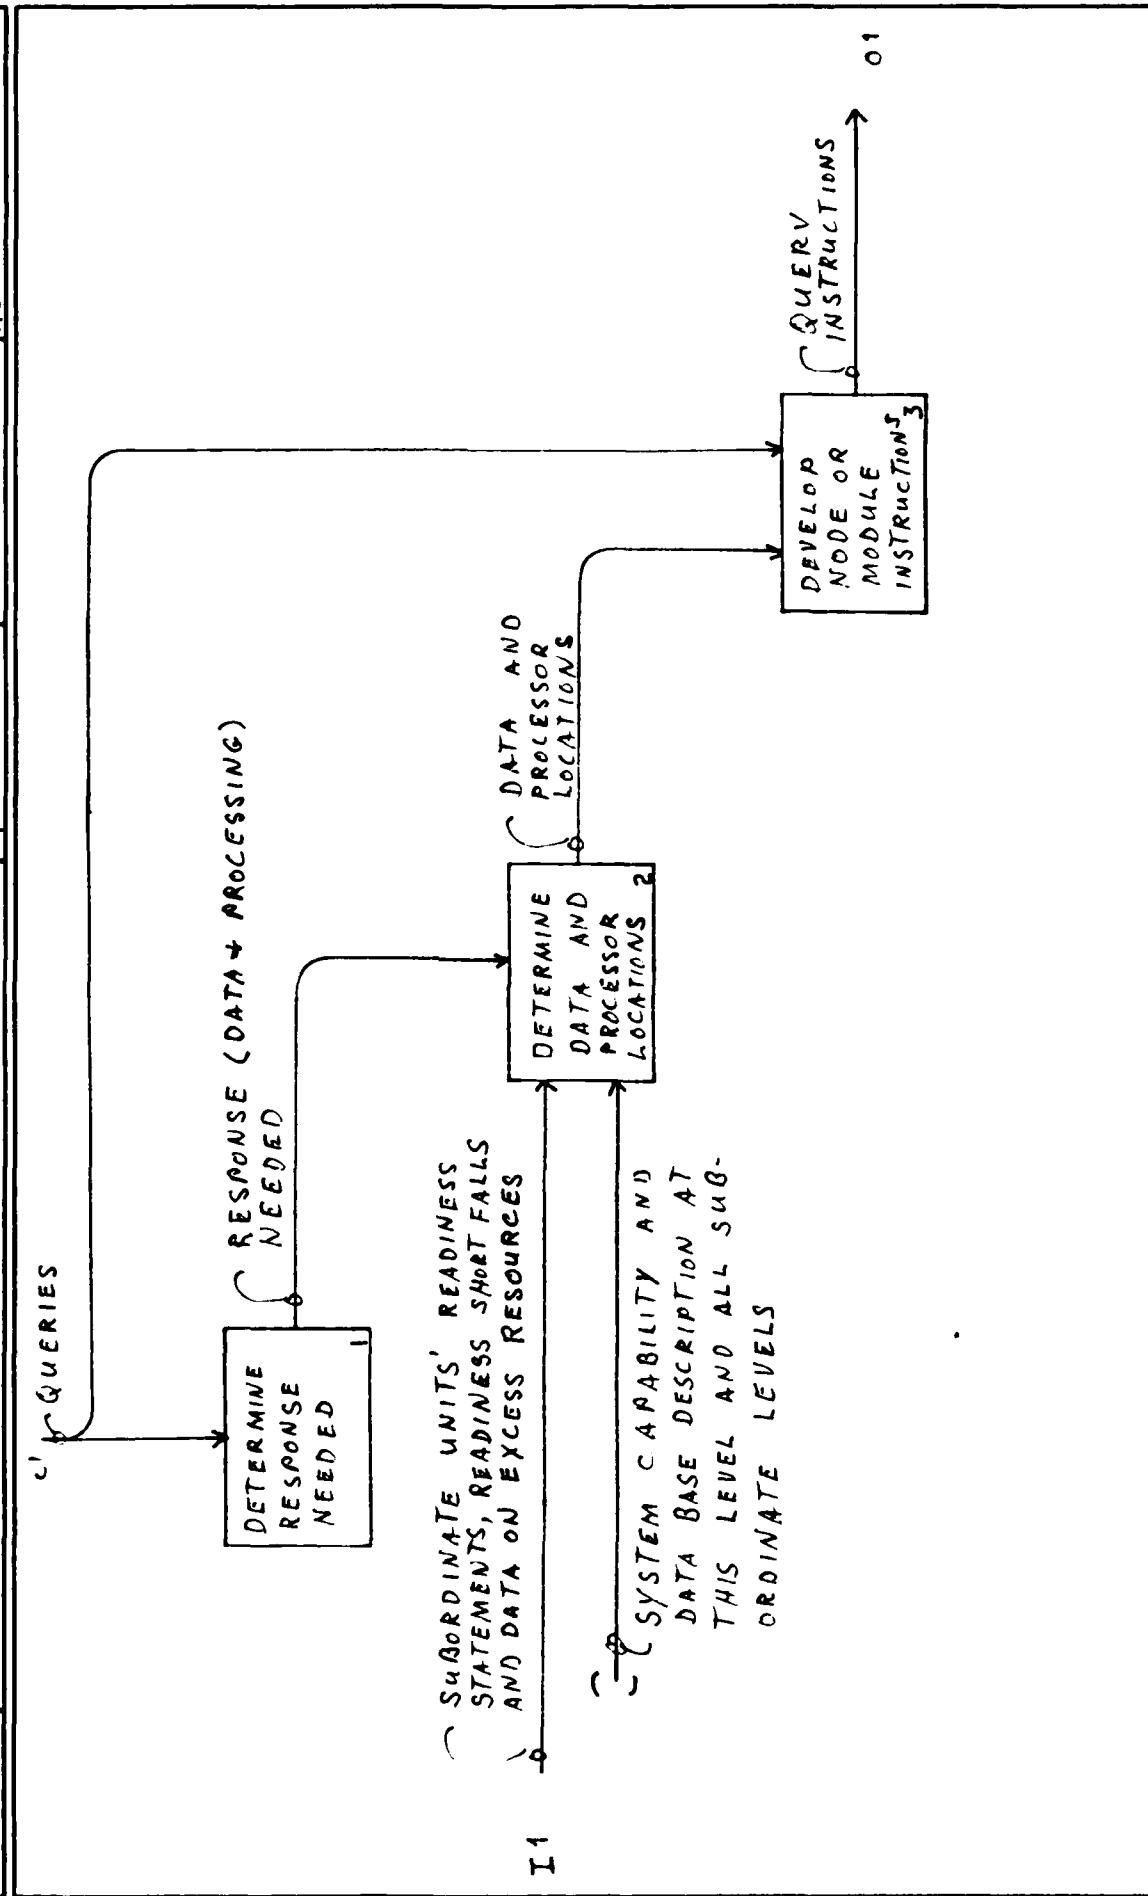 C1
QUERIES
DETERMINE
RESPONSE
NEEDED
1
RESPONSE (DATA + PROCESSING)
NEEDED
I1
SUBORDINATE UNITS' READINESS
STATEMENTS, READINESS SHORT FALLS
AND DATA ON EXCESS RESOURCES
SYSTEM CAPABILITY AND
DATA BASE DESCRIPTION AT
THIS LEVEL AND ALL SUB-
ORDINATE LEVELS
DETERMINE
DATA AND
PROCESSOR
LOCATIONS
2
DATA AND
PROCESSOR
LOCATIONS
DEVELOP
NODE OR
MODULE
INSTRUCTIONS
3
QUERY
INSTRUCTIONS
O1